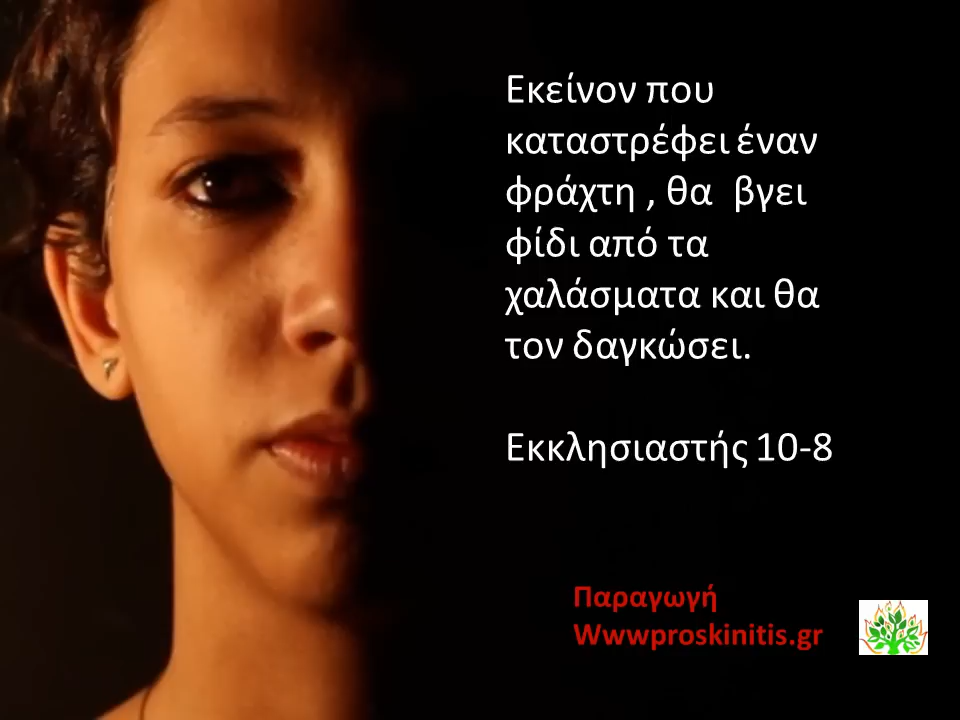 Εκείνον που
καταστρέφει έναν
φράχτη , θα  βγει
φίδι από τα
χαλάσματα και θα
τον δαγκώσει.
Εκκλησιαστής 10-8
Παραγωγή
Wwwproskinitis.gr